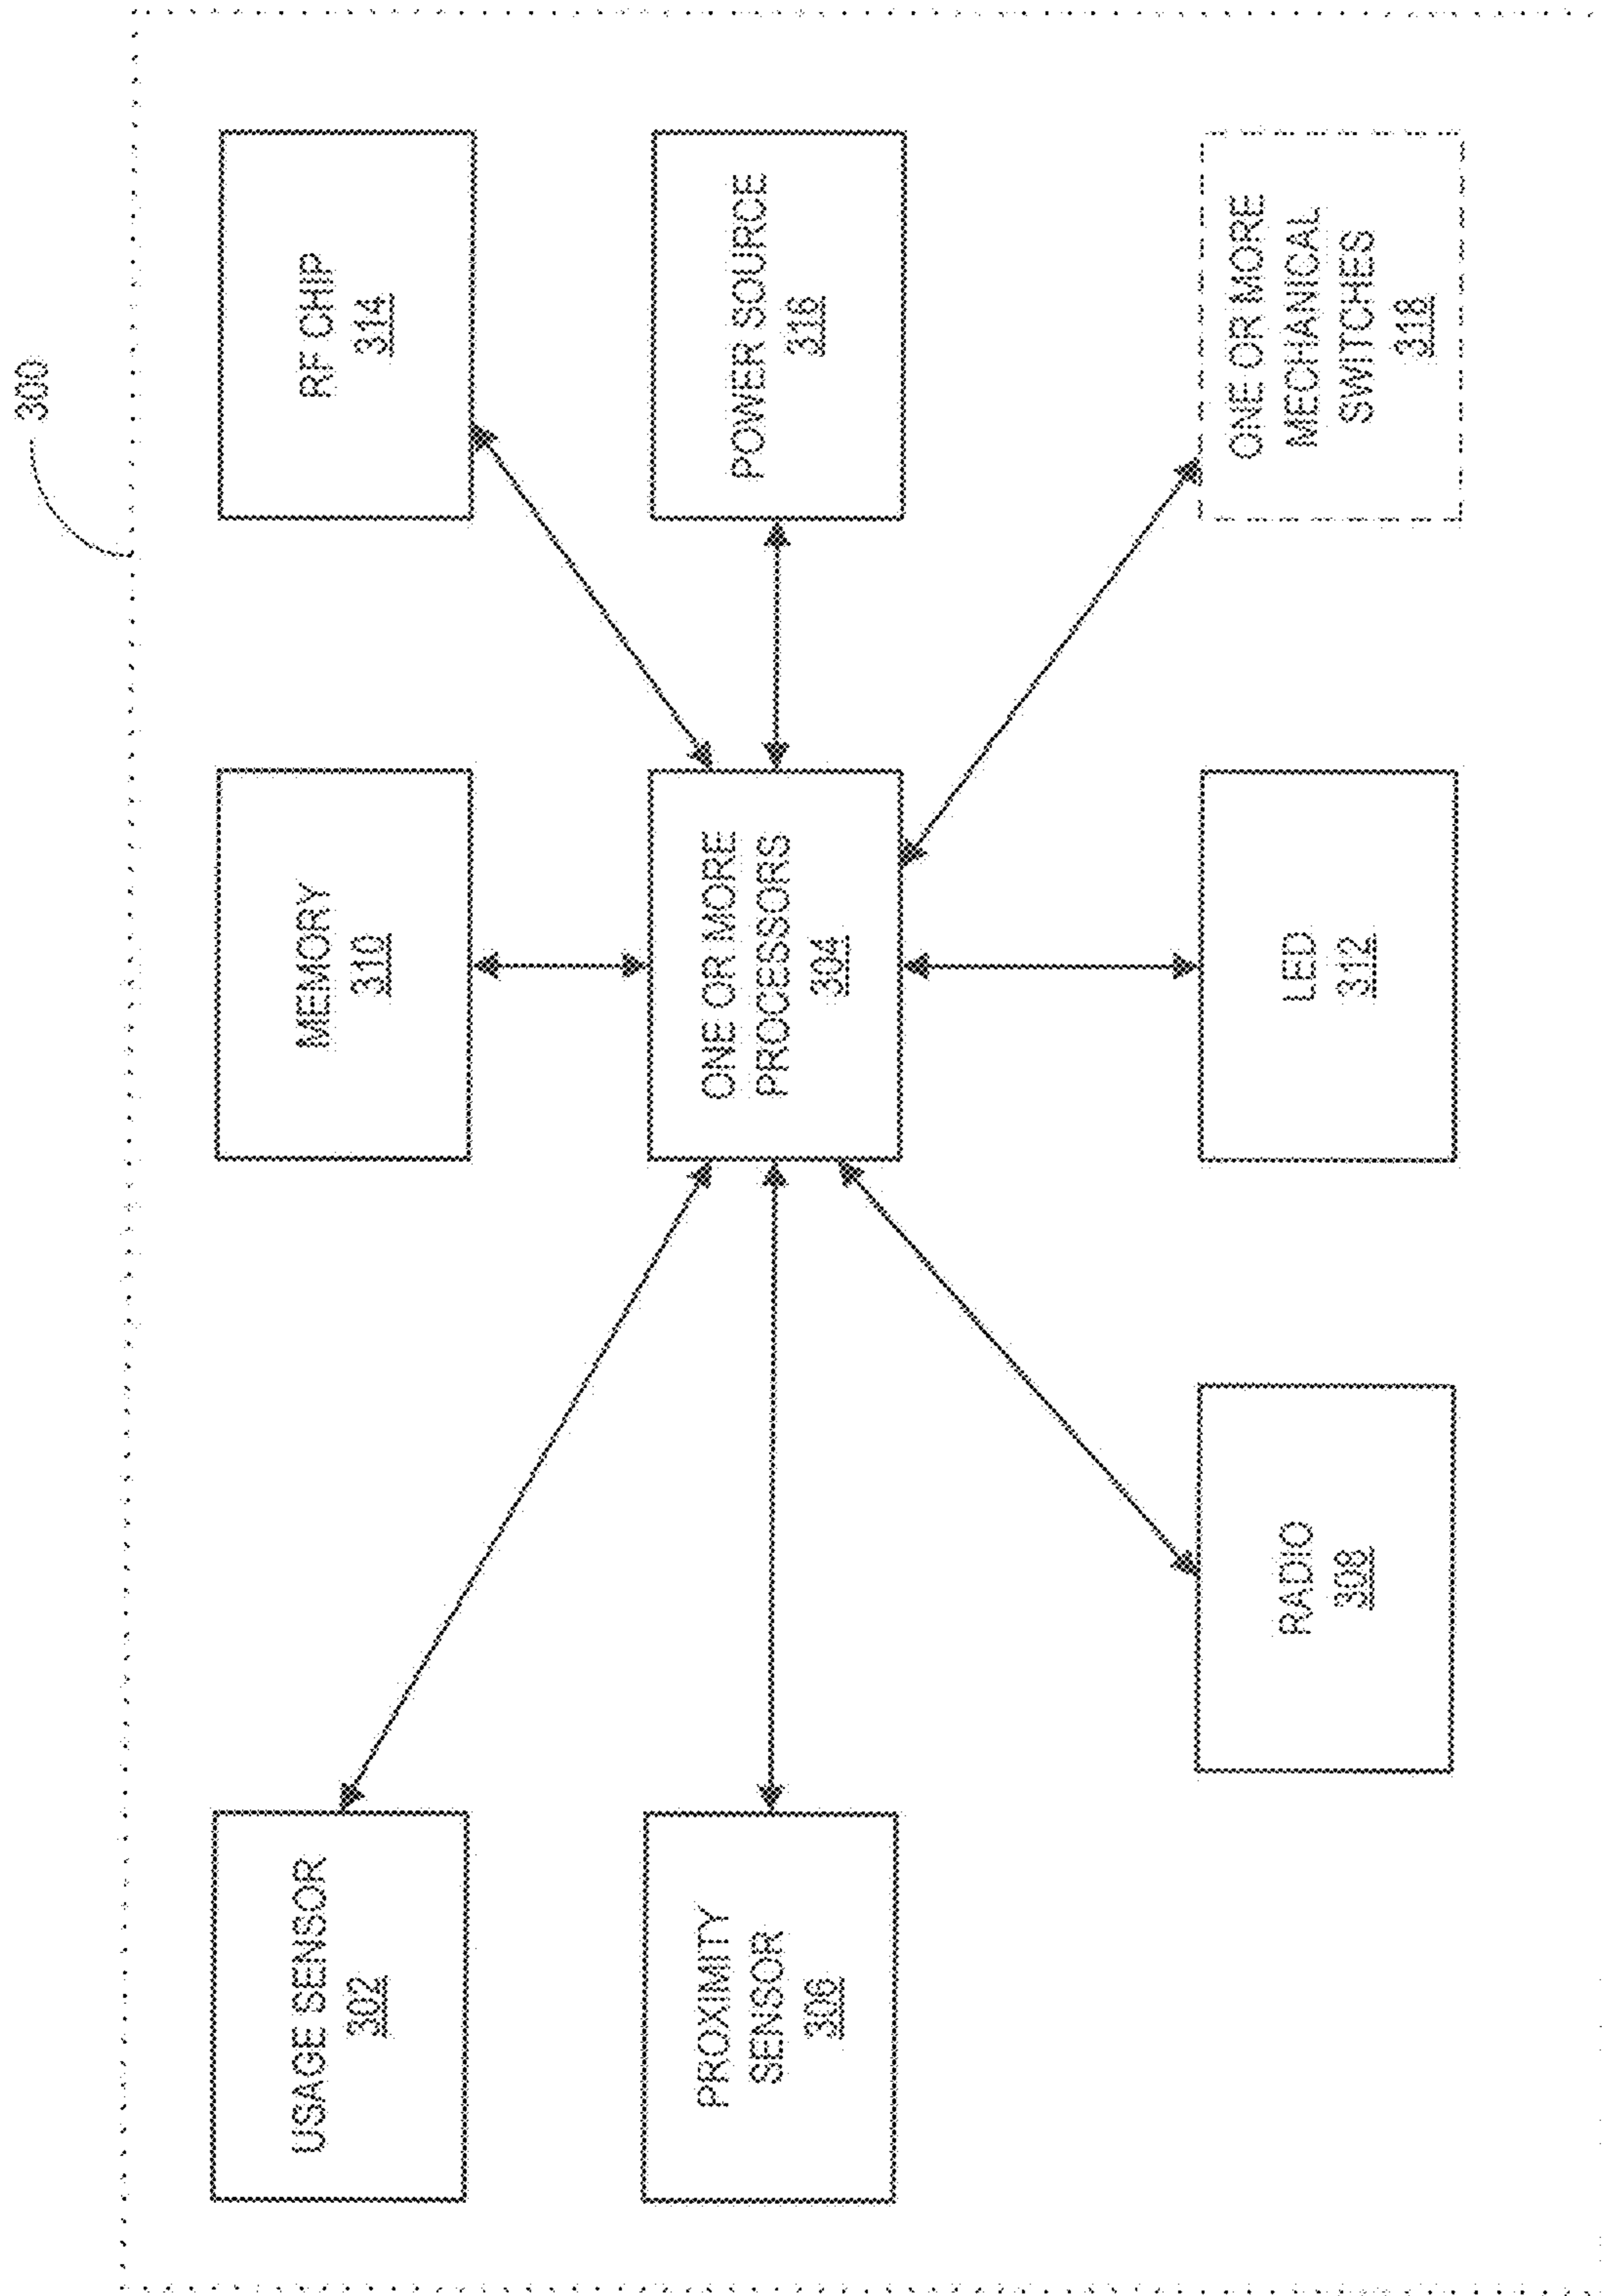 300
USAGE SENSOR
302
MEMORY
310
RF CHIP
314
PROXIMITY
SENSOR
306
ONE OR MORE
PROCESSORS
304
POWER SOURCE
316
RADIO
308
LED
312
ONE OR MORE
MECHANICAL
SWITCHES
318